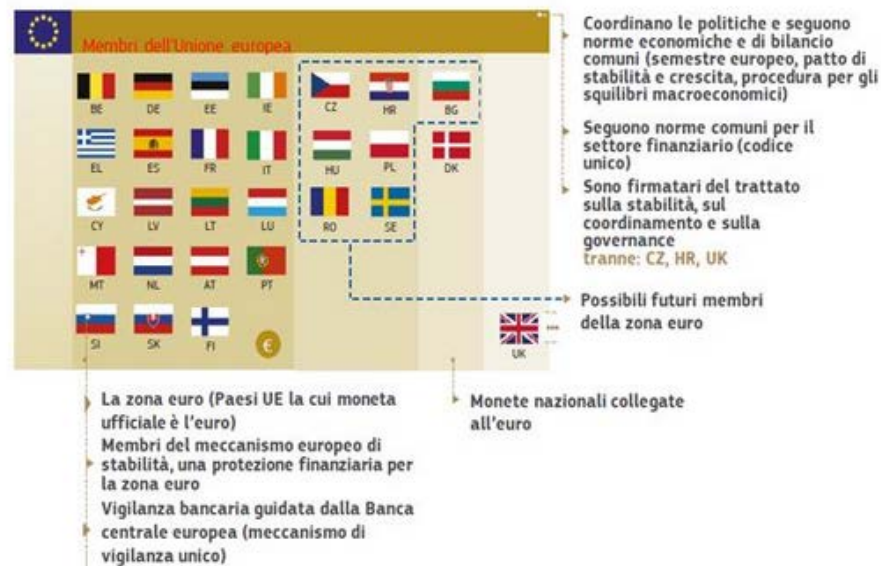 Membri dell'Unione europea
BE DE EE IE CZ HR BG
EL ES FR IT HU PL DK
CY LV LT LU RO SE
MT NL AT PT
SI SK FI € UK
Coordinano le politiche e seguono
norme economiche e di bilancio
comuni (semestre europeo, patto di
stabilità e crescita, procedura per gli
squilibri macroeconomici)
Seguono norme comuni per il
settore finanziario (codice
unico)
Sono firmatari del trattato
sulla stabilità, sul
coordinamento e sulla
governance
tranne: CZ, HR, UK
Possibili futuri membri
della zona euro
La zona euro (Paesi UE la cui moneta
ufficiale è l'euro)
Membri del meccanismo europeo di
stabilità, una protezione finanziaria per
la zona euro
Vigilanza bancaria guidata dalla Banca
centrale europea (meccanismo di
vigilanza unico)
Monete nazionali collegate
all'euro